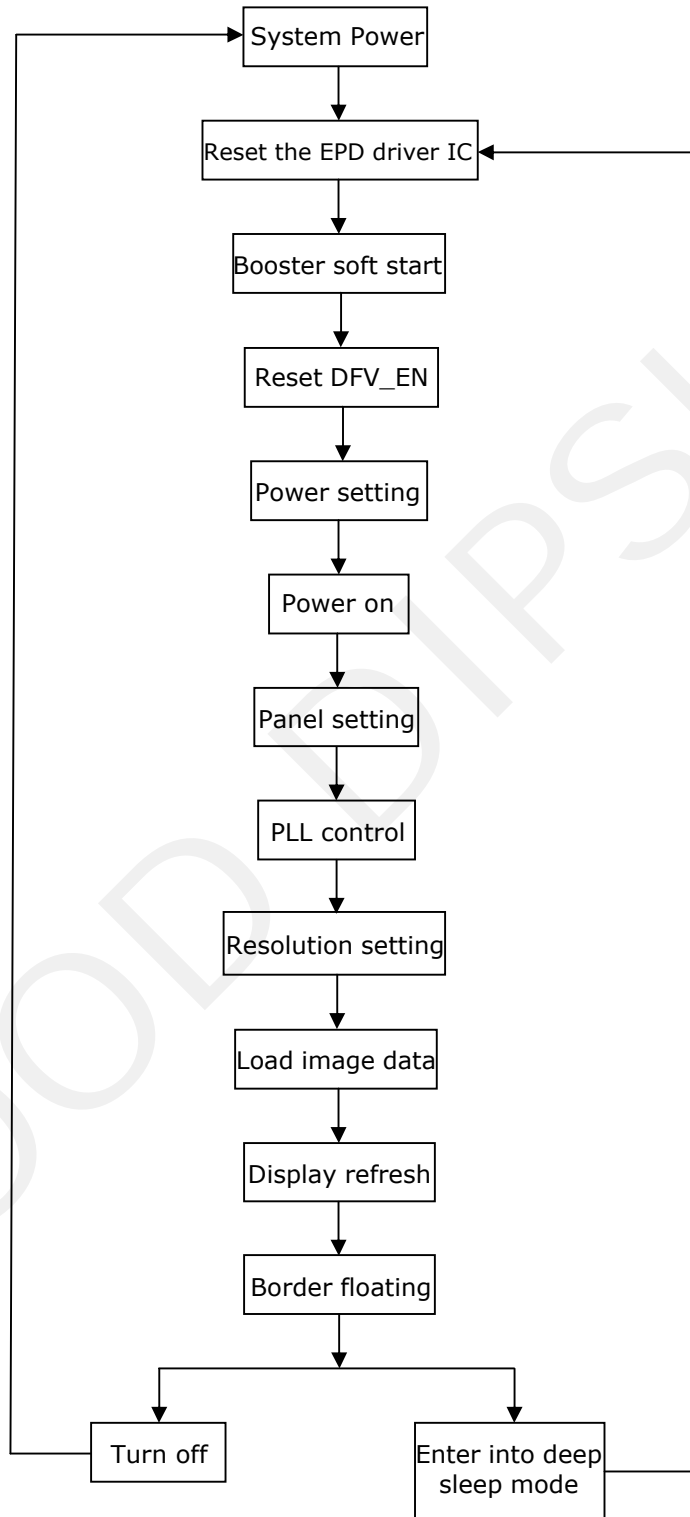 System Power
Reset the EPD driver IC
Booster soft start
Reset DFV_EN
Power setting
Power on
Panel setting
PLL control
Resolution setting
Load image data
Display refresh
Border floating
Turn off
Enter into deep
sleep mode